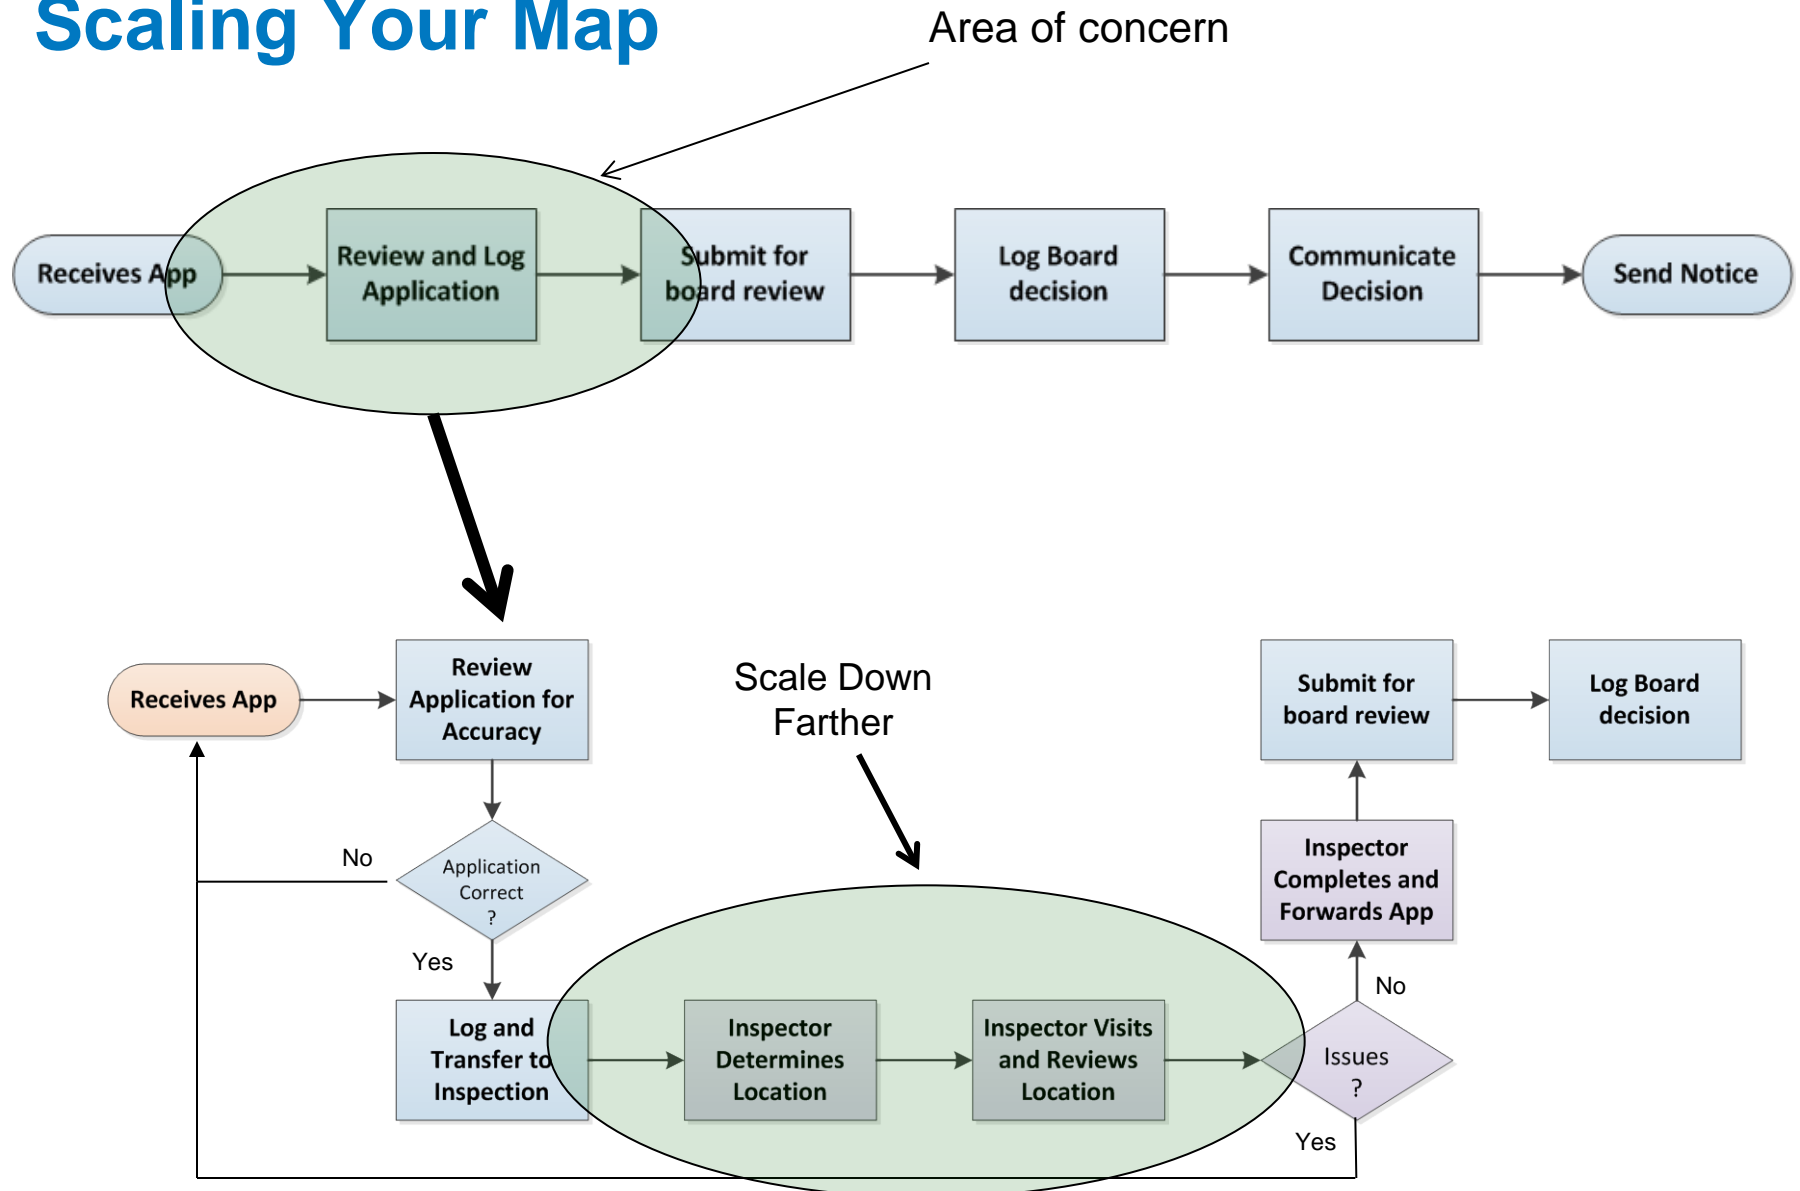 Scaling Your Map
Area of concern
Receives App
Review and Log
Application
Submit for
board review
Log Board
decision
Communicate
Decision
Send Notice
Receives App
Review
Application for
Accuracy
Scale Down
Farther
Submit for
board review
Log Board
decision
No
Application
Correct
?
Inspector
Completes and
Forwards App
Yes
No
Log and
Transfer to
Inspection
Inspector
Determines
Location
Inspector Visits
and Reviews
Location
Issues
?
Yes